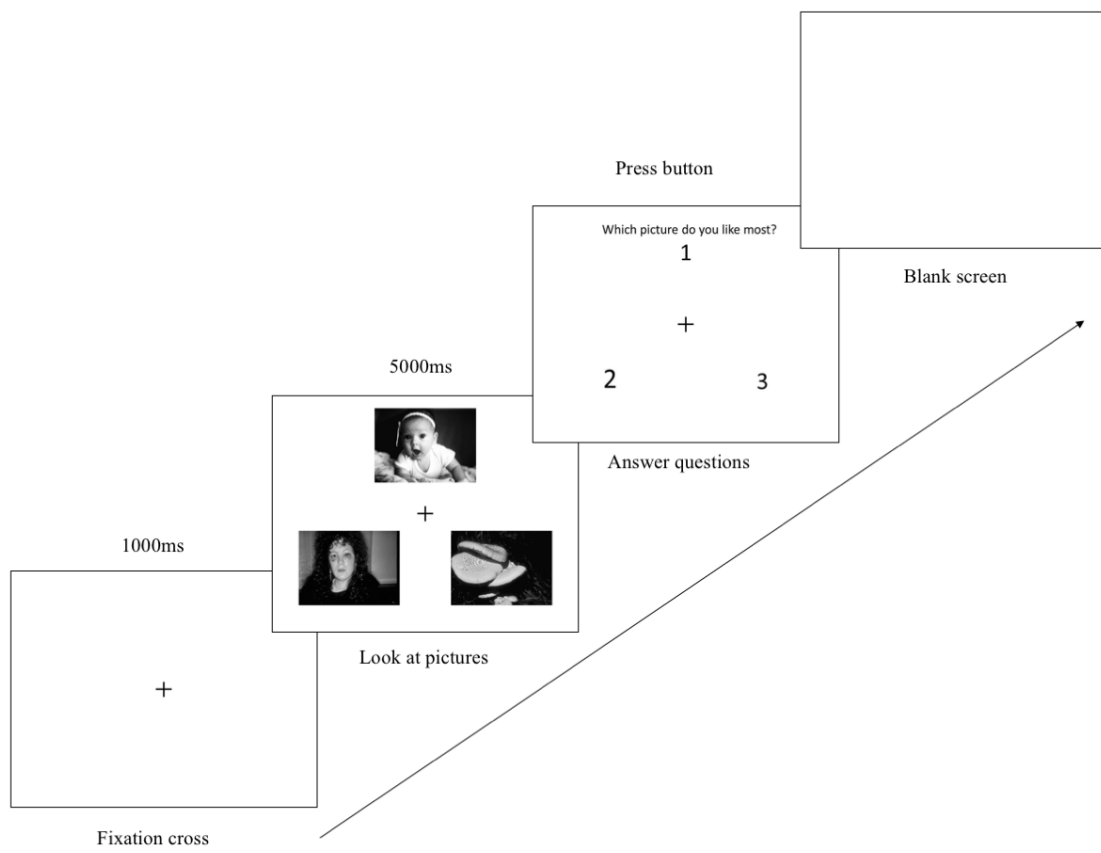 Press button
Which picture do you like most?
1
+
2
3
Answer questions
Blank screen
5000ms
+
Look at pictures
1000ms
+
Fixation cross